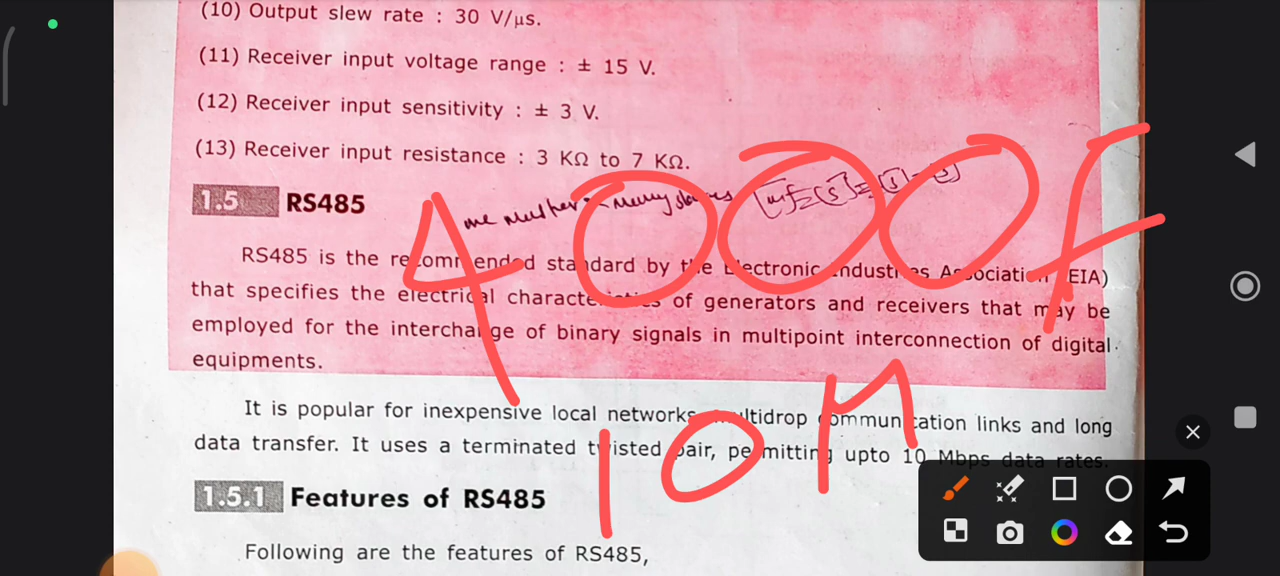 (10) Output slew rate : 30 V/µs.
(11) Receiver input voltage range : ± 15 V.
(12) Receiver input sensitivity : ± 3 V.
(13) Receiver input resistance : 3 KΩ to 7 KΩ.
1.5 RS485
4000F
RS485 is the recommended standard by the Electronic Industries Association (EIA)
that specifies the electrical characteristics of generators and receivers that may be
employed for the interchange of binary signals in multipoint interconnection of digital
equipments.
10M
It is popular for inexpensive local networks, multidrop communication links and long
data transfer. It uses a terminated twisted pair, permitting upto 10 Mbps data rates.
1.5.1 Features of RS485
Following are the features of RS485,